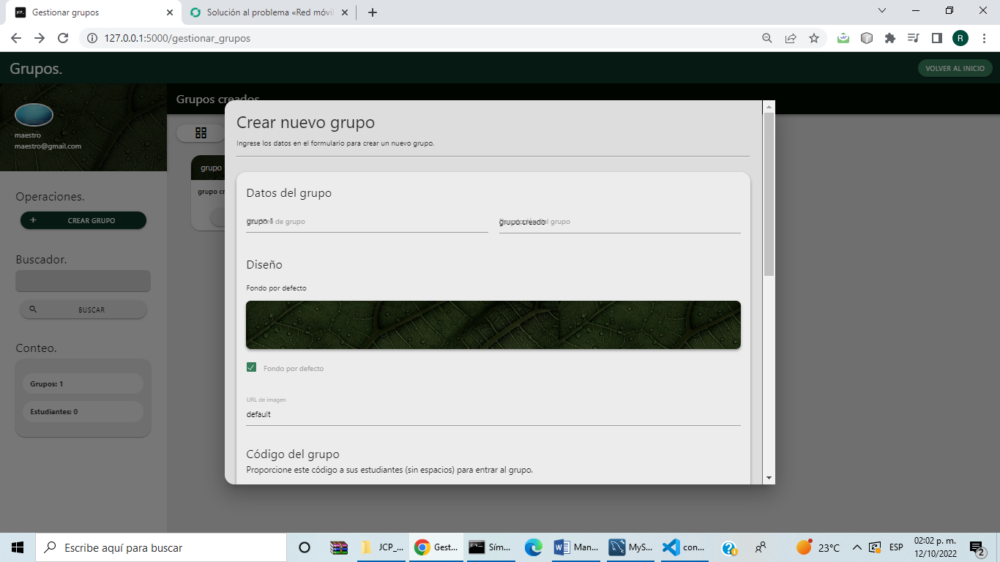 Gestionar grupos
Solución al problema «Red móvil
127.0.0.1:5000/gestionar_grupos
R
Grupos.
VOLVER AL INICIO
maestro
maestro@gmail.com
Grupos creados
grupo
grupo cr
Operaciones.
+ CREAR GRUPO
Buscador.
BUSCAR
Conteo.
Grupos: 1
Estudiantes: 0
Crear nuevo grupo
Ingrese los datos en el formulario para crear un nuevo grupo.
Datos del grupo
grupo 1
de grupo
grupo creado
grupo
Diseño
Fondo por defecto
Fondo por defecto
URL de imagen
default
Código del grupo
Proporcione este código a sus estudiantes (sin espacios) para entrar al grupo.
Escribe aquí para buscar
JCP_...
Gest...
Sím...
Man...
MyS...
con...
23°C
ESP
02:02 p. m.
12/10/2022
2